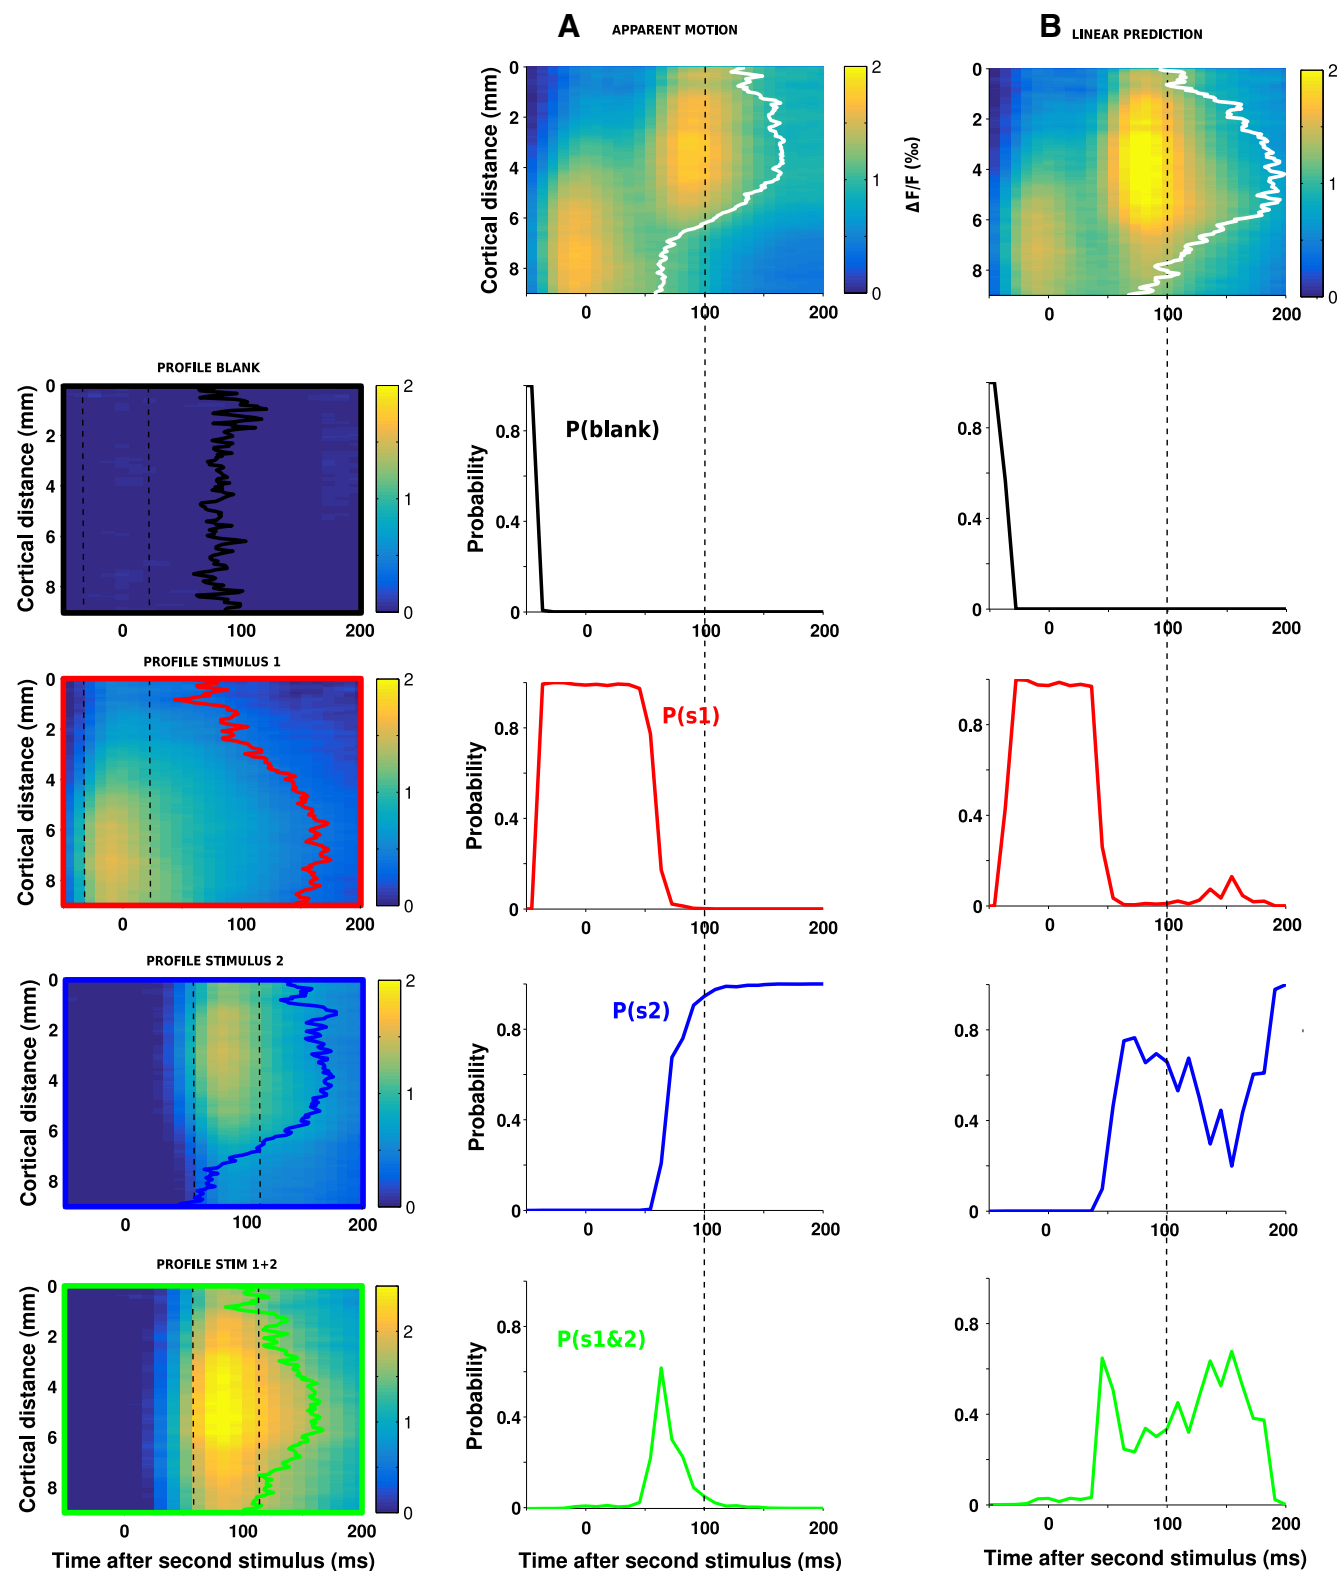 A APPARENT MOTION
B LINEAR PREDICTION
Cortical distance (mm)
0
2
4
6
8
0 100 200
2
1
0
ΔF/F (‰)
0
2
4
6
8
0 100 200
2
1
0
PROFILE BLANK
Cortical distance (mm)
0
2
4
6
8
0 100 200
2
1
0
Probability
0.8
0.4
0
P(blank)
0 100 200
0.8
0.4
0
0 100 200
PROFILE STIMULUS 1
Cortical distance (mm)
0
2
4
6
8
0 100 200
2
1
0
Probability
0.8
0.4
0
P(s1)
0 100 200
0.8
0.4
0
0 100 200
PROFILE STIMULUS 2
Cortical distance (mm)
0
2
4
6
8
0 100 200
2
1
0
Probability
0.8
0.4
0
P(s2)
0 100 200
0.8
0.4
0
0 100 200
PROFILE STIM 1+2
Cortical distance (mm)
0
2
4
6
8
0 100 200
2
1
0
Time after second stimulus (ms)
Probability
0.8
0.4
0
P(s1&2)
0 100 200
Time after second stimulus (ms)
0.8
0.4
0
0 100 200
Time after second stimulus (ms)